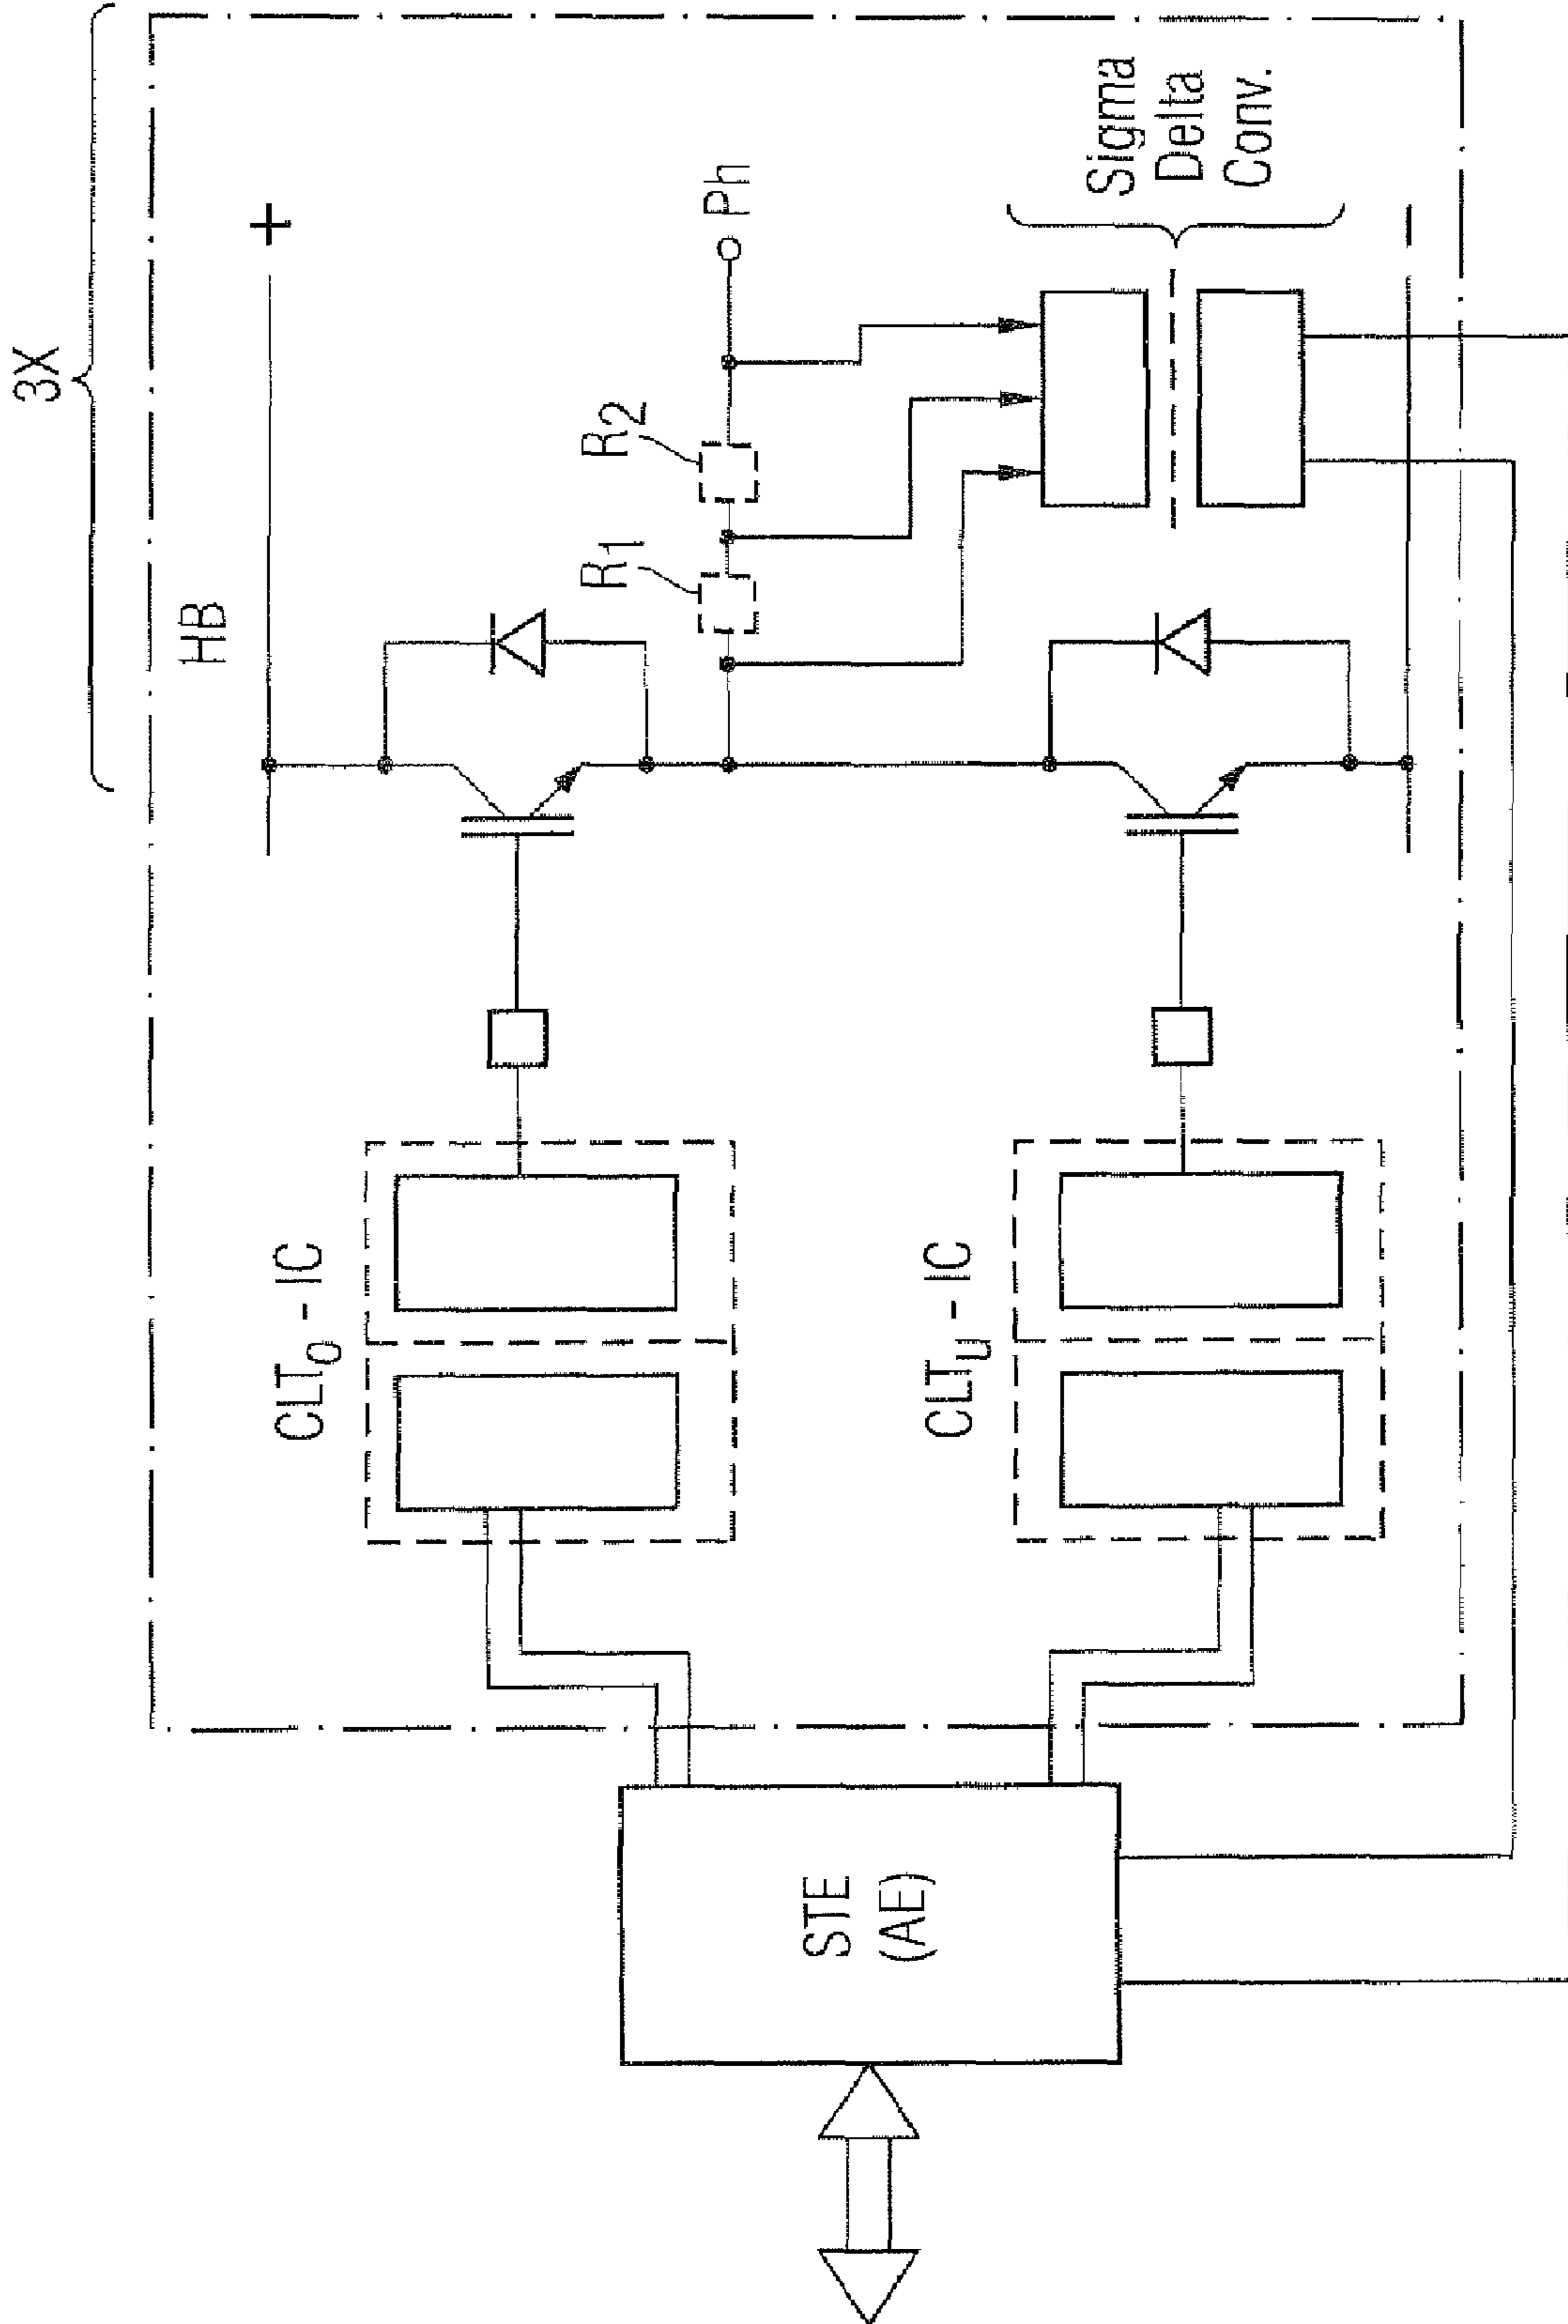 3X
HB
+
Ph
R1
R2
Sigma
Delta
Conv.
–
CLTO - IC
CLTU - IC
STE
(AE)